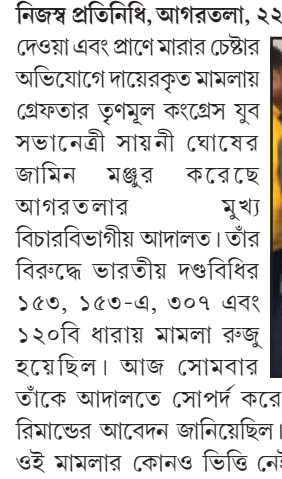 নিজস্ব প্রতিনিধি, আগরতলা, ২২
দেওয়া এবং প্রাণে মারার চেষ্টার
অভিযোগে দায়েরকৃত মামলায়
গ্রেফতার তৃণমূল কংগ্রেস যুব
সভানেত্রী সায়নী ঘোষের
জামিন মঞ্জুর করেছে
আগরতলার মুখ্য
বিচারবিভাগীয় আদালত। তাঁর
বিরুদ্ধে ভারতীয় দণ্ডবিধির
১৫৩, ১৫৩-এ, ৩০৭ এবং
১২০বি ধারায় মামলা রুজু
হয়েছিল। আজ সোমবার
তাঁকে আদালতে সোপর্দ করে
রিমান্ডের আবেদন জানিয়েছিল।
ওই মামলার কোনও ভিত্তি নেই